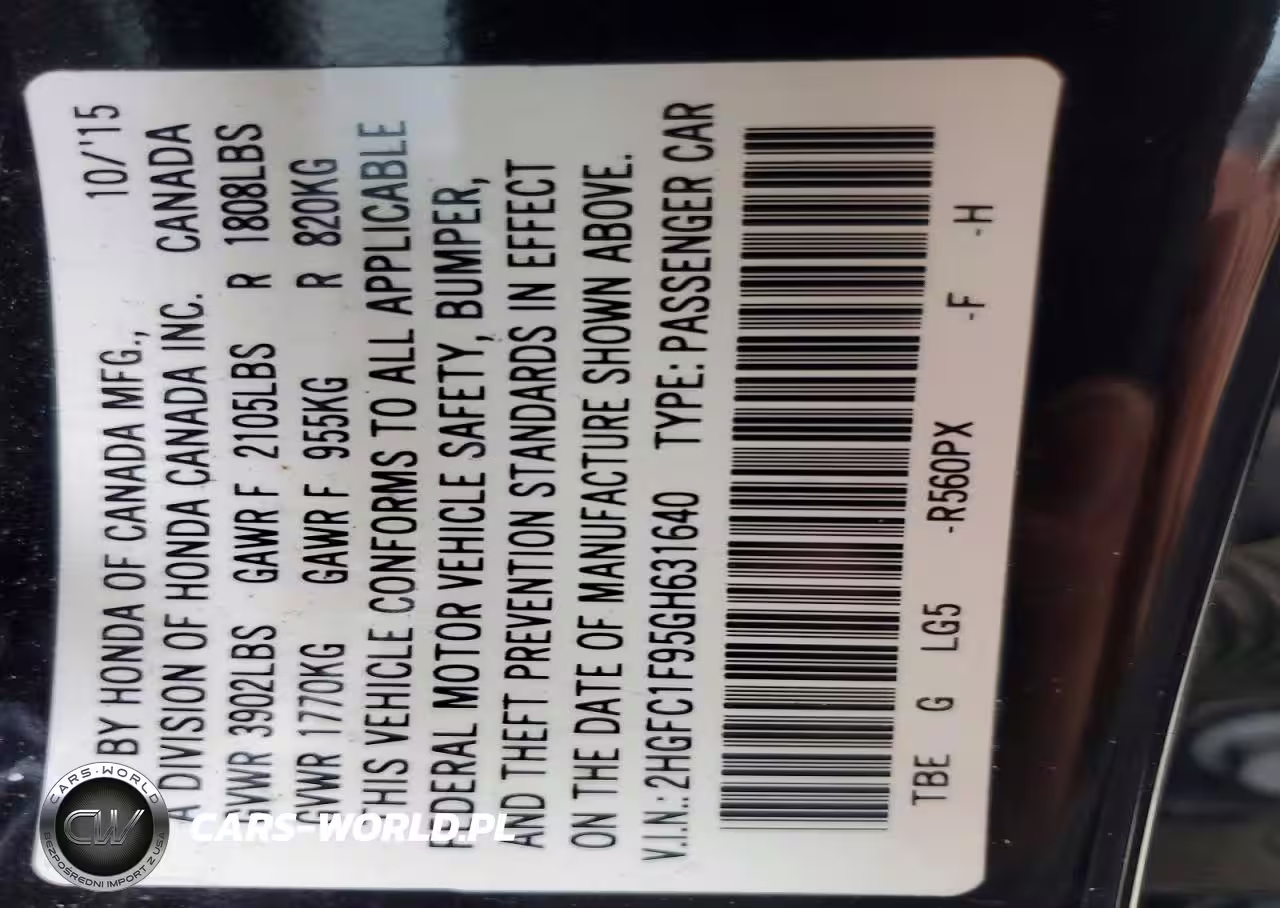 BY HONDA OF CANADA MFG., 10/'15
A DIVISION OF HONDA CANADA INC. CANADA
GVWR 3902LBS GAWR F 2105LBS R 1808LBS
GVWR 1770KG GAWR F 955KG R 820KG
THIS VEHICLE CONFORMS TO ALL APPLICABLE
FEDERAL MOTOR VEHICLE SAFETY, BUMPER,
AND THEFT PREVENTION STANDARDS IN EFFECT
ON THE DATE OF MANUFACTURE SHOWN ABOVE.
V.I.N.: 2HGFC1F95GH631640 TYPE: PASSENGER CAR
TBE G LG5 -R560PX -F -H
CARS-WORLD
CW
BEZPOŚREDNI IMPORT Z USA
CARS-WORLD.PL